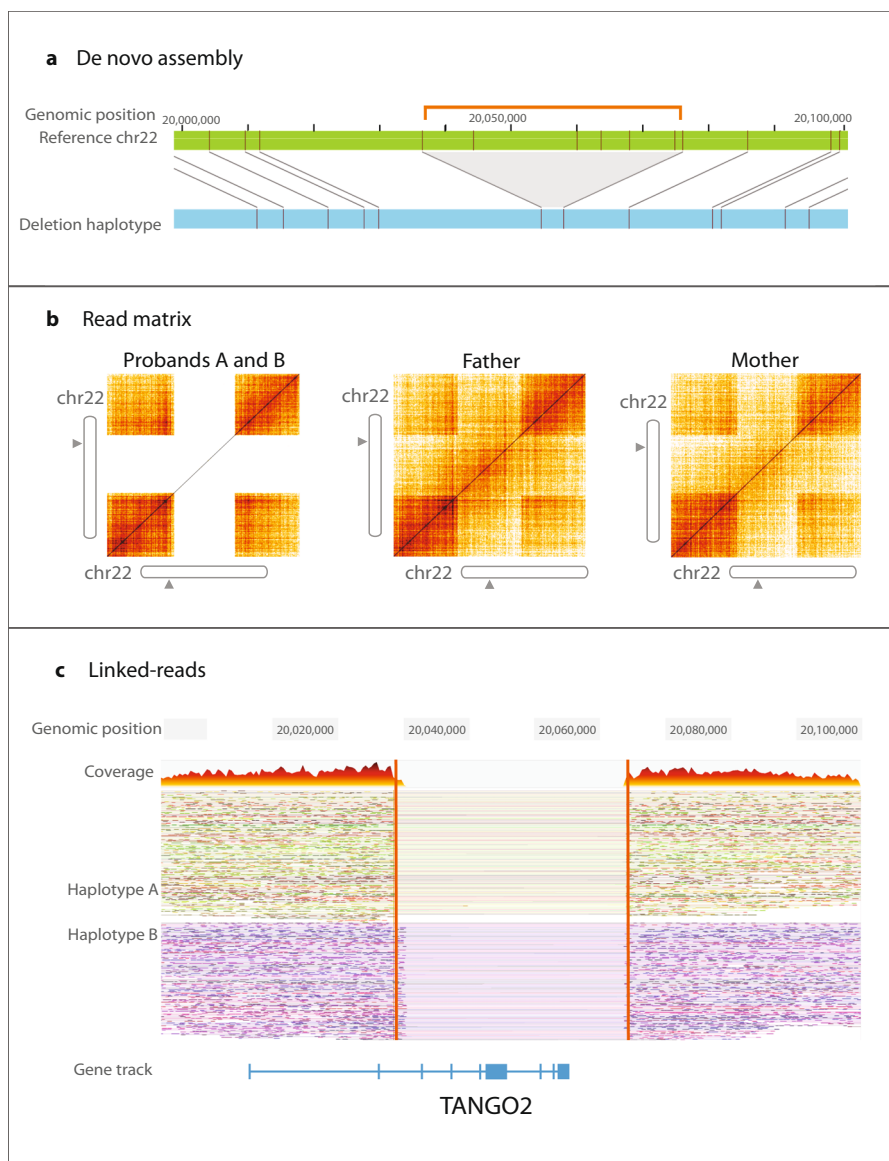 a De novo assembly
Genomic position
20,000,000 20,050,000 20,100,000
Reference chr22
Deletion haplotype
b Read matrix
Probands A and B Father Mother
chr22 chr22 chr22
chr22 chr22 chr22
c Linked-reads
Genomic position 20,020,000 20,040,000 20,060,000 20,080,000 20,100,000
Coverage
Haplotype A
Haplotype B
Gene track
TANGO2